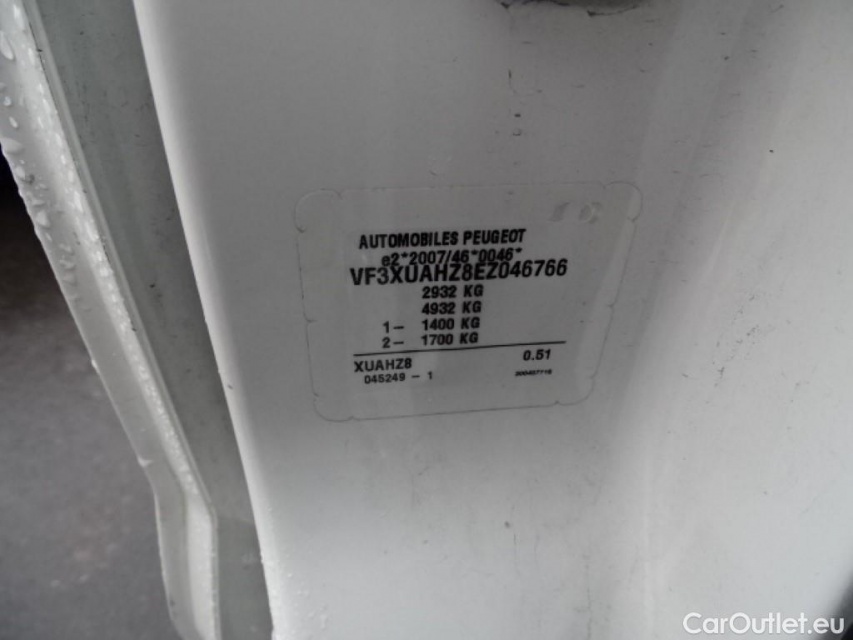 AUTOMOBILES PEUGEOT
e2*2007/46*0046*
VF3XUAHZ8EZ046766
2932 KG
4932 KG
1- 1400 KG
2- 1700 KG
XUAHZ8 0.51
045249 - 1
CarOutlet.eu